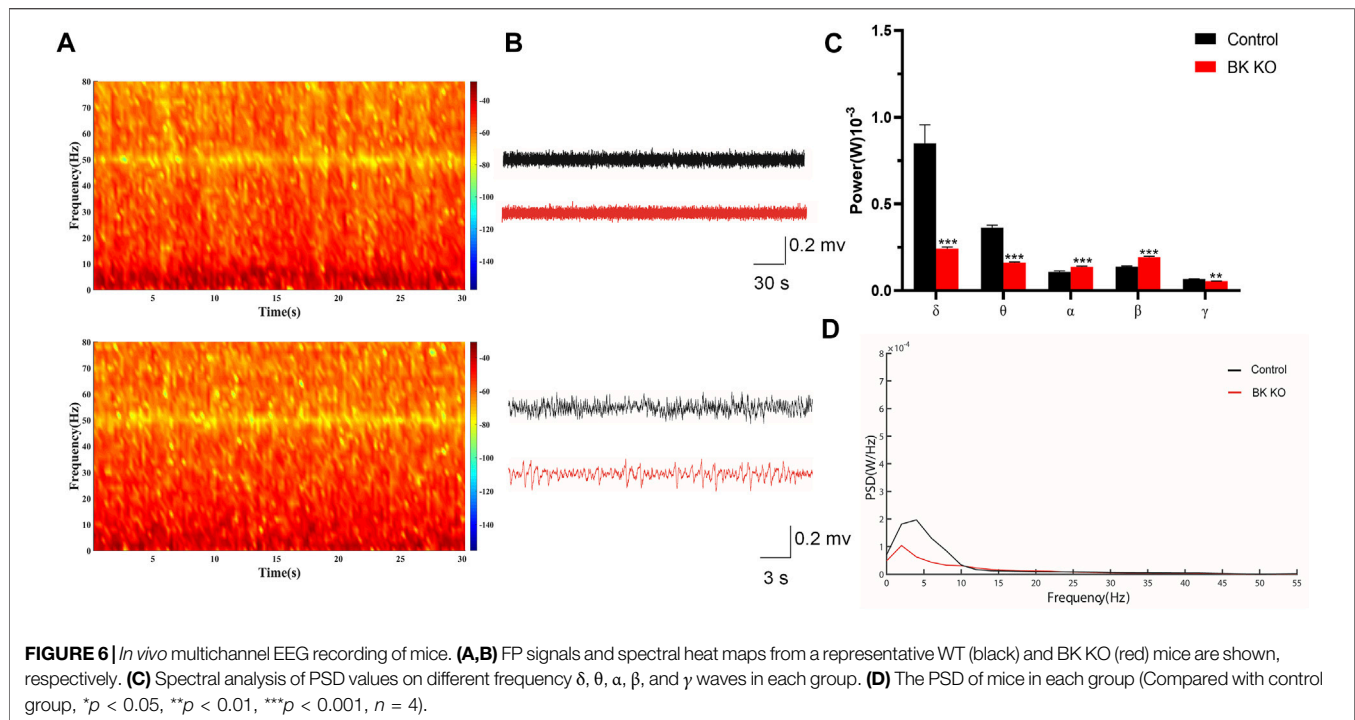 A
80
70
60
50
40
30
20
10
0
Frequency(Hz)
5
10
15
20
25
30
Time(s)
-40
-60
-80
-100
-120
-140
80
70
60
50
40
30
20
10
0
Frequency(Hz)
5
10
15
20
25
30
Time(s)
-40
-60
-80
-100
-120
-140
B
0.2 mv
30 s
0.2 mv
3 s
C
Control
BK KO
1.5
1.0
0.5
0.0
Power(W)10⁻³
***
***
***
***
**
δ
θ
α
β
γ
D
×10⁻⁴
8
6
4
2
0
PSD(W/Hz)
Control
BK KO
0
5
10
15
20
25
30
35
40
45
50
55
Frequency(Hz)
FIGURE 6 | In vivo multichannel EEG recording of mice. (A,B) FP signals and spectral heat maps from a representative WT (black) and BK KO (red) mice are shown,
respectively. (C) Spectral analysis of PSD values on different frequency δ, θ, α, β, and γ waves in each group. (D) The PSD of mice in each group (Compared with control
group, *p < 0.05, **p < 0.01, ***p < 0.001, n = 4).